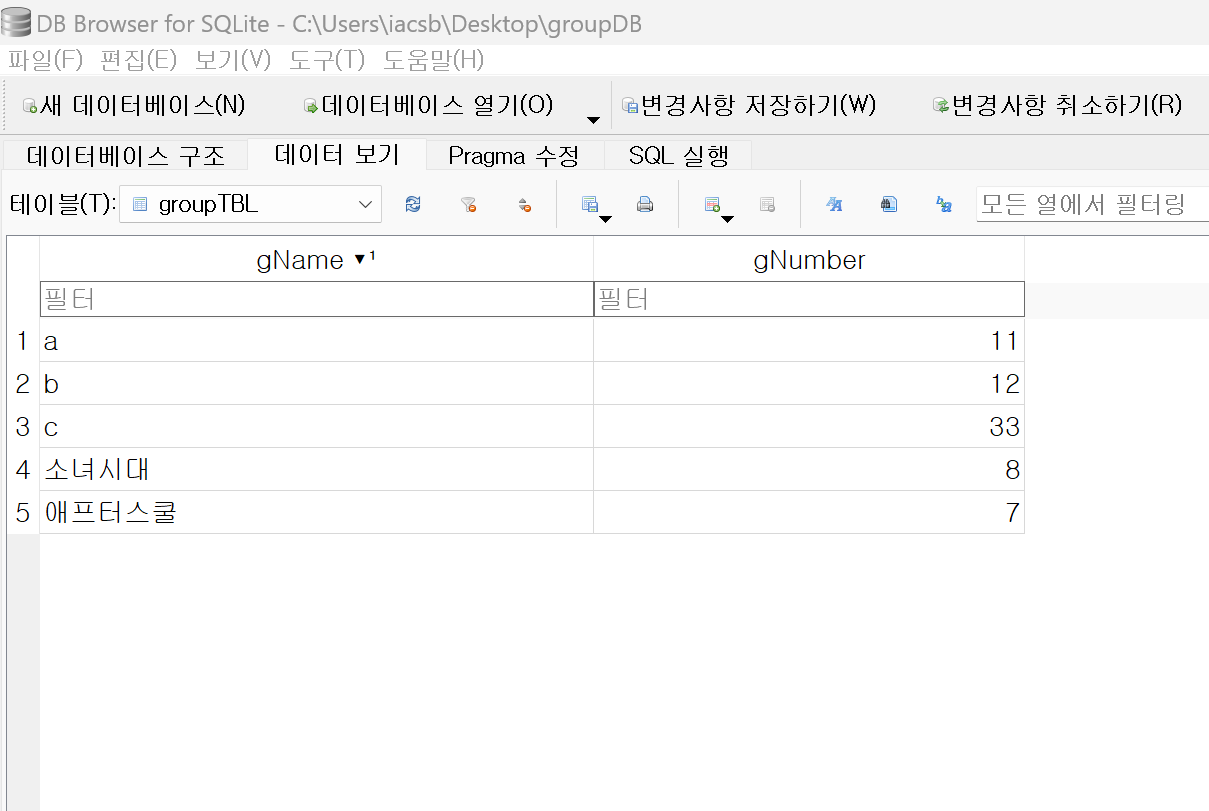 DB Browser for SQLite - C:\Users\iacsb\Desktop\groupDB
파일(F) 편집(E) 보기(V) 도구(T) 도움말(H)
새 데이터베이스(N) 데이터베이스 열기(O) 변경사항 저장하기(W) 변경사항 취소하기(R)
데이터베이스 구조 데이터 보기 Pragma 수정 SQL 실행
테이블(T): groupTBL 모든 열에서 필터링
gName ▼¹ gNumber
필터 필터
1 a 11
2 b 12
3 c 33
4 소녀시대 8
5 애프터스쿨 7